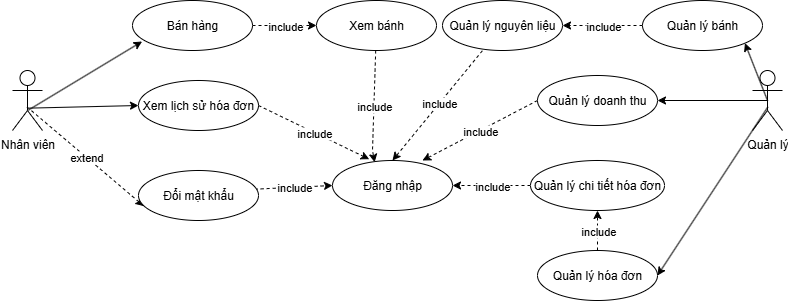 Bán hàng
include
Xem bánh
Quản lý nguyên liệu
include
Quản lý bánh
Xem lịch sử hóa đơn
include
include
include
include
Quản lý doanh thu
Nhân viên
Quản lý
extend
Đổi mật khẩu
include
Đăng nhập
include
Quản lý chi tiết hóa đơn
include
Quản lý hóa đơn